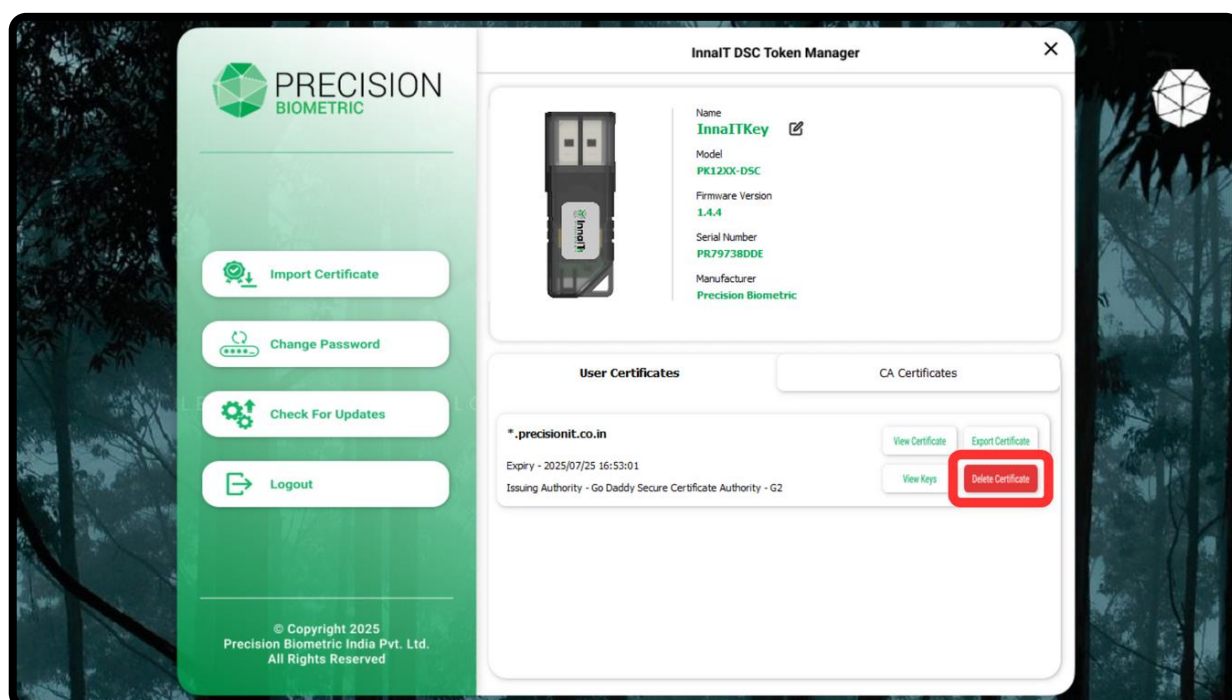 PRECISION
BIOMETRIC
Import Certificate
Change Password
Check For Updates
Logout
© Copyright 2025
Precision Biometric India Pvt. Ltd.
All Rights Reserved
InnaIT DSC Token Manager
InnaIT
Name
InnaITKey
Model
PK12XX-DSC
Firmware Version
1.4.4
Serial Number
PR79738DDE
Manufacturer
Precision Biometric
User Certificates
CA Certificates
*.precisionit.co.in
Expiry - 2025/07/25 16:53:01
Issuing Authority - Go Daddy Secure Certificate Authority - G2
View Certificate
Export Certificate
View Keys
Delete Certificate